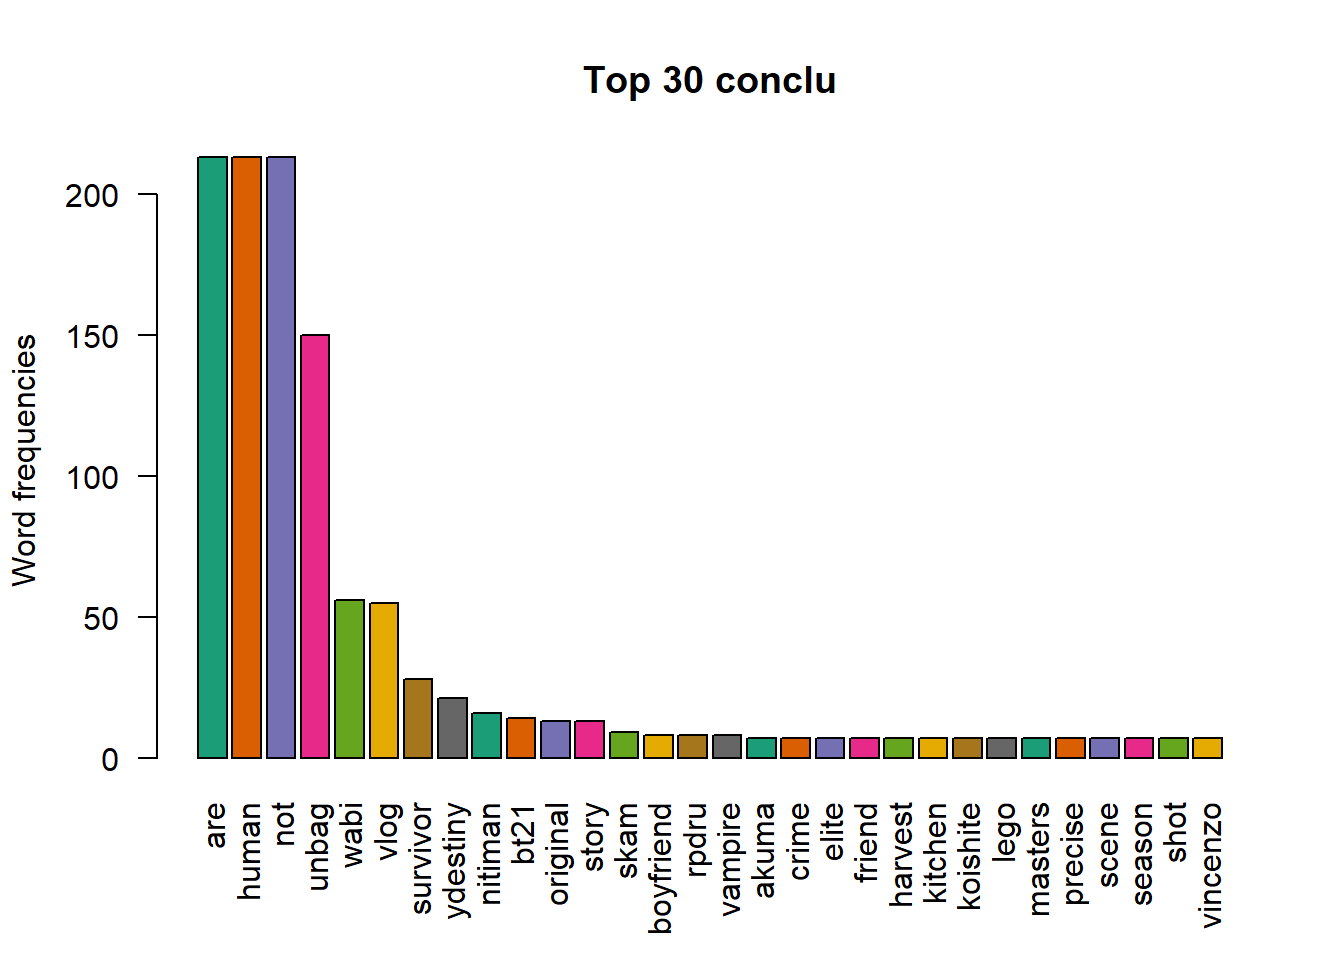 Top 30 conclu
Word frequencies
200
150
100
50
0
are
human
not
unbag
wabi
vlog
survivor
ydestiny
nitiman
bt21
original
story
skam
boyfriend
rpdru
vampire
akuma
crime
elite
friend
harvest
kitchen
koishite
lego
masters
precise
scene
season
shot
vincenzo